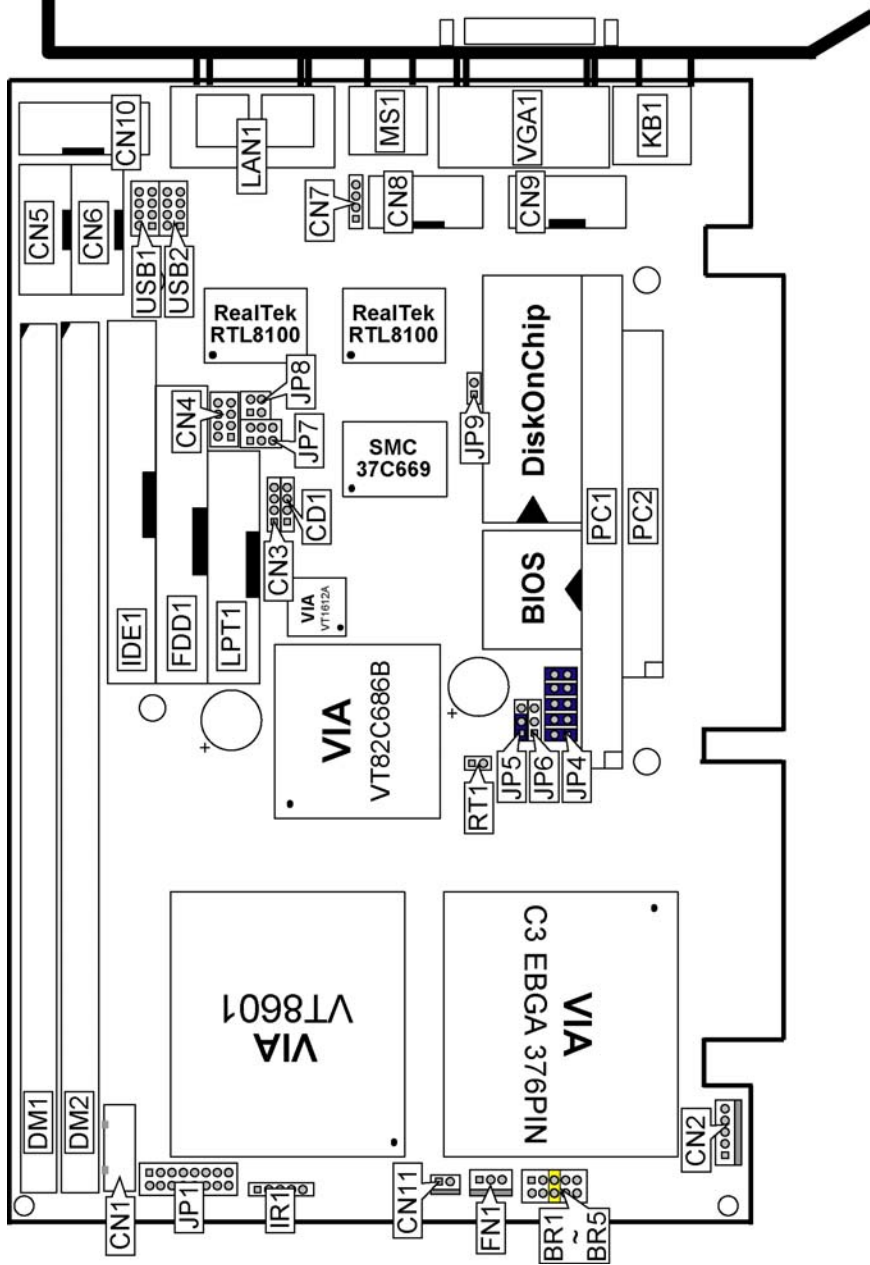 CN10
LAN1
MS1
VGA1
KB1
CN5
CN6
USB1
USB2
CN7
CN8
CN9
RealTek
RTL8100
RealTek
RTL8100
CN4
JP8
JP7
JP9
DiskOnChip
SMC
37C669
IDE1
FDD1
LPT1
CN3
CD1
VIA
VT1612A
BIOS
PC1
PC2
+
VIA
VT82C686B
+
RT1
JP5
JP6
JP4
VIA
VT8601
VIA
C3 EBGA 376PIN
DM1
DM2
CN1
JP1
IR1
CN11
FN1
BR1
~
BR5
CN2